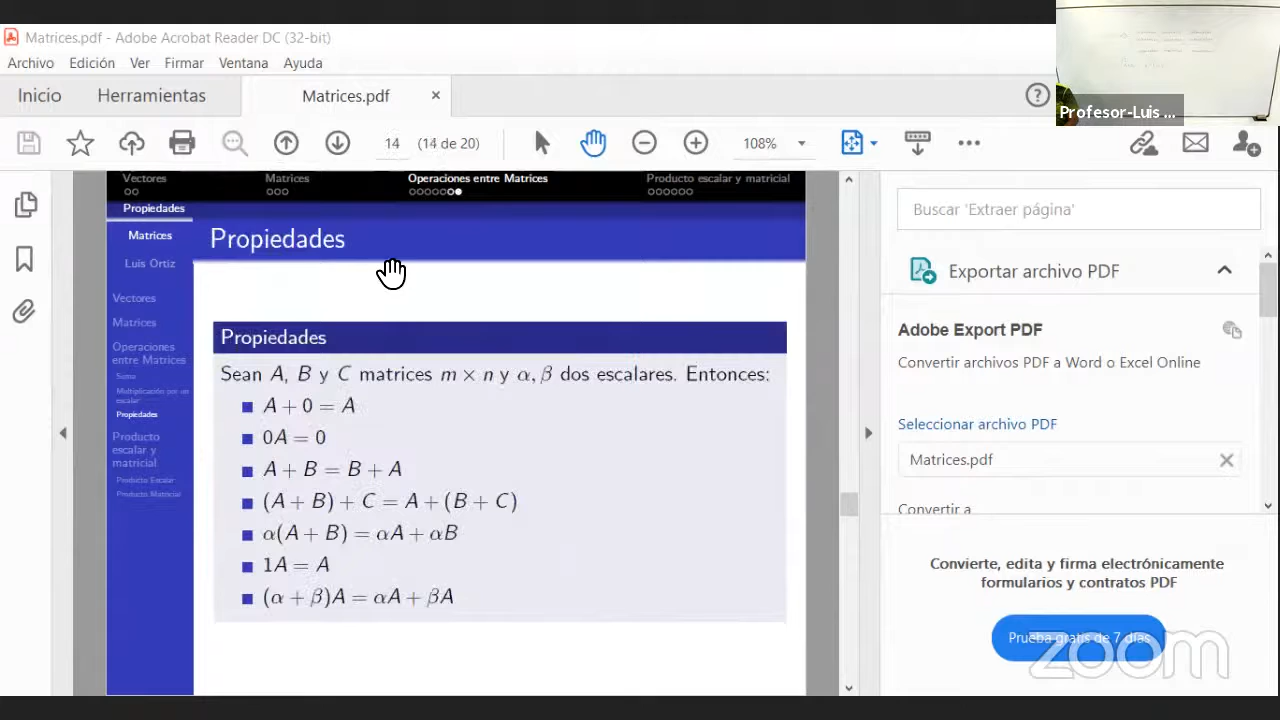 Matrices.pdf - Adobe Acrobat Reader DC (32-bit)
Archivo Edición Ver Firmar Ventana Ayuda
Inicio Herramientas Matrices.pdf ×
Profesor-Luis ...
14 (14 de 20) 108%
Vectores Matrices Operaciones entre Matrices Producto escalar y matricial
Propiedades
Matrices
Luis Ortiz
Vectores
Matrices
Operaciones
entre Matrices
Suma
Multiplicación por un
escalar
Propiedades
Producto
escalar y
matricial
Producto Escalar
Producto Matricial
Propiedades
Propiedades
Sean A, B y C matrices m × n y α, β dos escalares. Entonces:
A + 0 = A
0A = 0
A + B = B + A
(A + B) + C = A + (B + C)
α(A + B) = αA + αB
1A = A
(α + β)A = αA + βA
Buscar 'Extraer página'
Exportar archivo PDF
Adobe Export PDF
Convertir archivos PDF a Word o Excel Online
Seleccionar archivo PDF
Matrices.pdf
Convertir a
Convierte, edita y firma electrónicamente
formularios y contratos PDF
Prueba gratis de 7 días
zoom